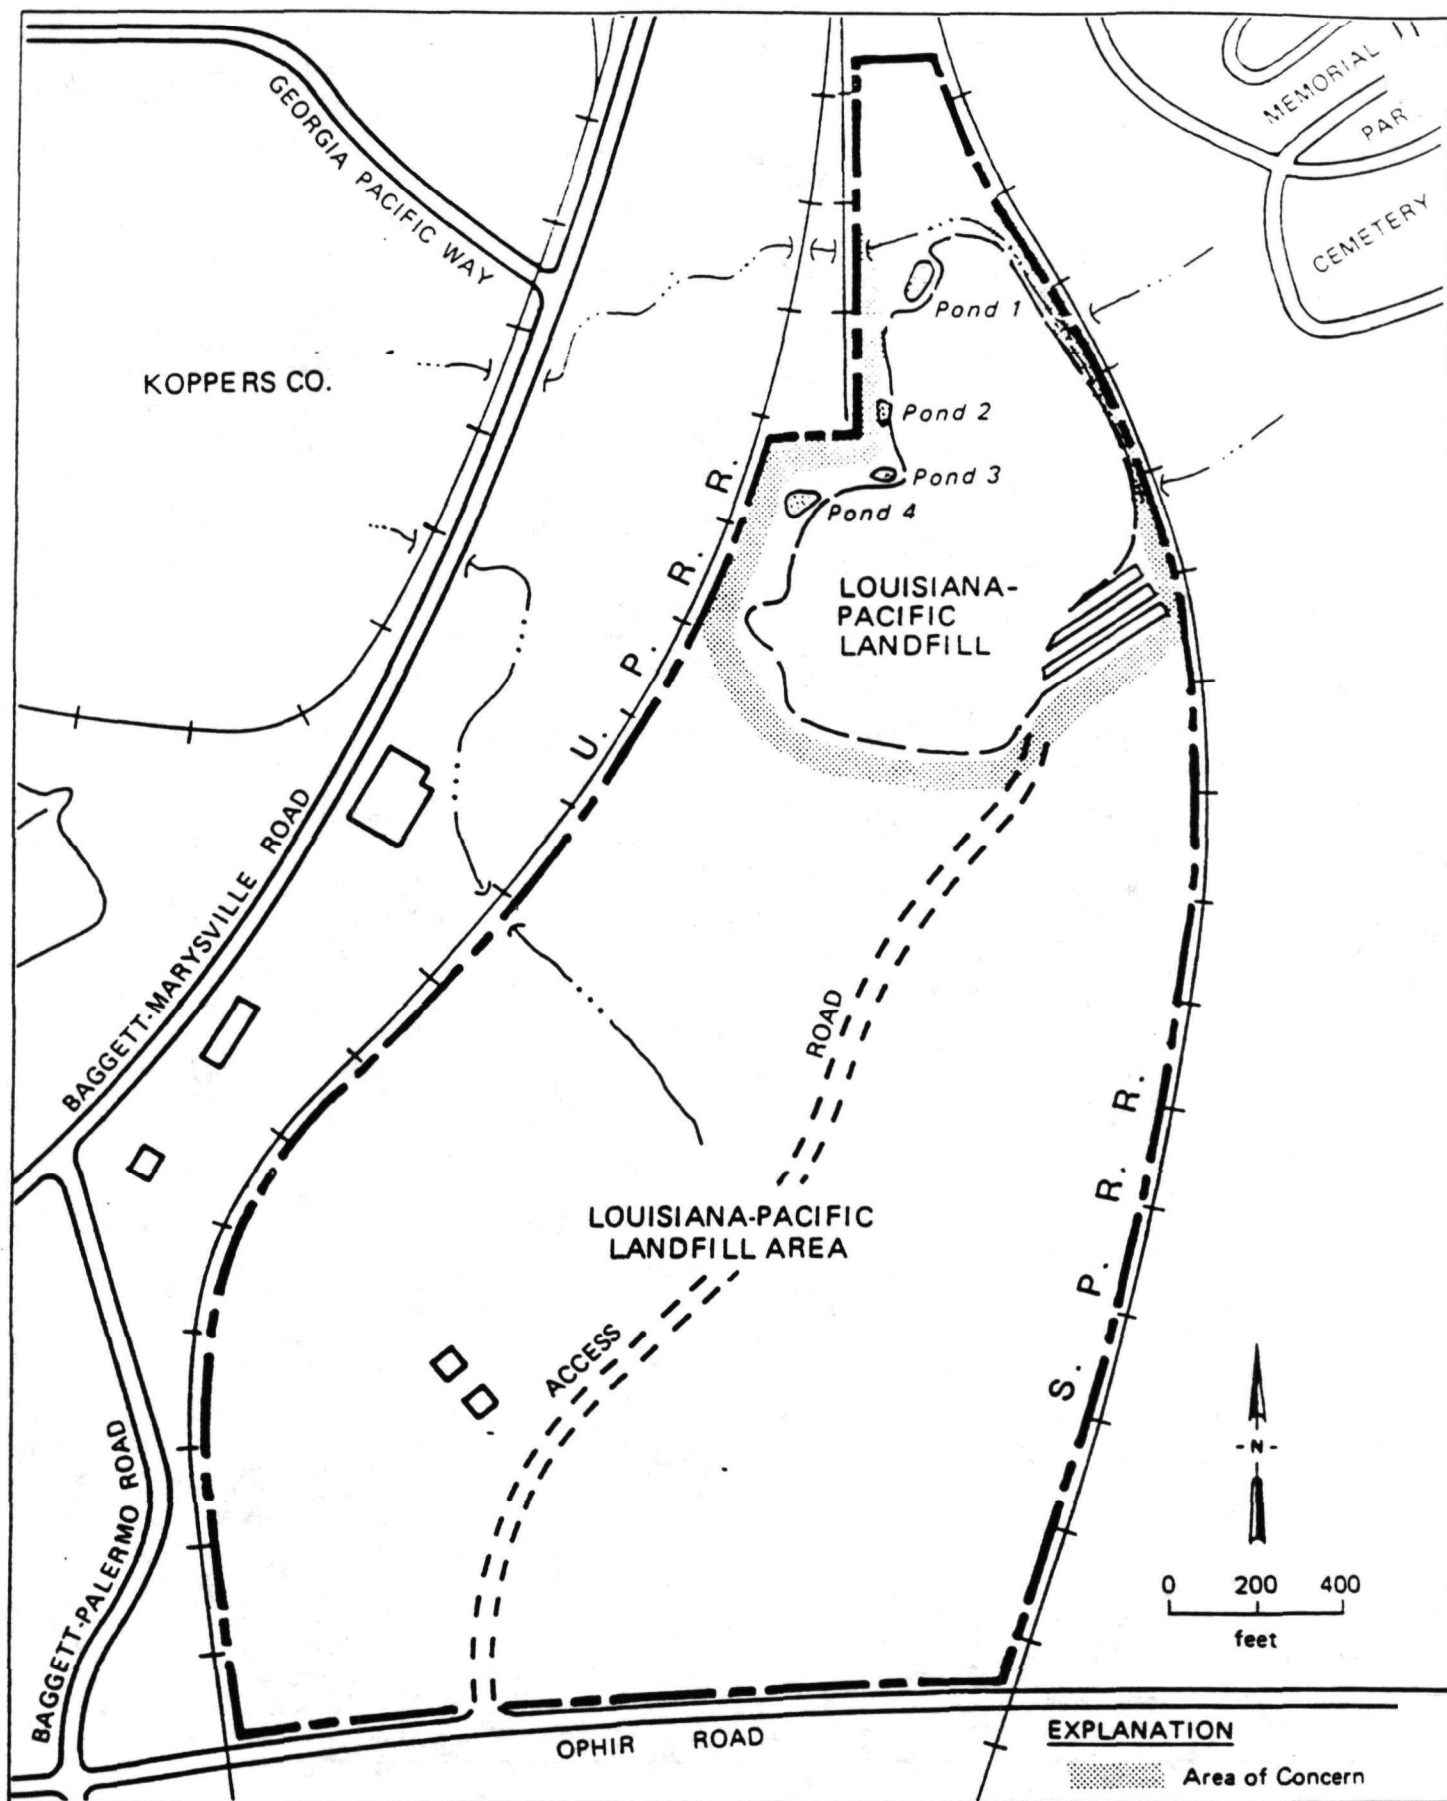 MEMORIAL
PAR
CEMETERY
GEORGIA PACIFIC WAY
Pond 1
KOPPERS CO.
Pond 2
Pond 3
Pond 4
U. P. R. R.
LOUISIANA-
PACIFIC
LANDFILL
BAGGETT-MARYSVILLE ROAD
ACCESS ROAD
S. P. R. R.
LOUISIANA-PACIFIC
LANDFILL AREA
BAGGETT-PALERMO ROAD
-N-
0 200 400
feet
OPHIR ROAD
EXPLANATION
Area of Concern